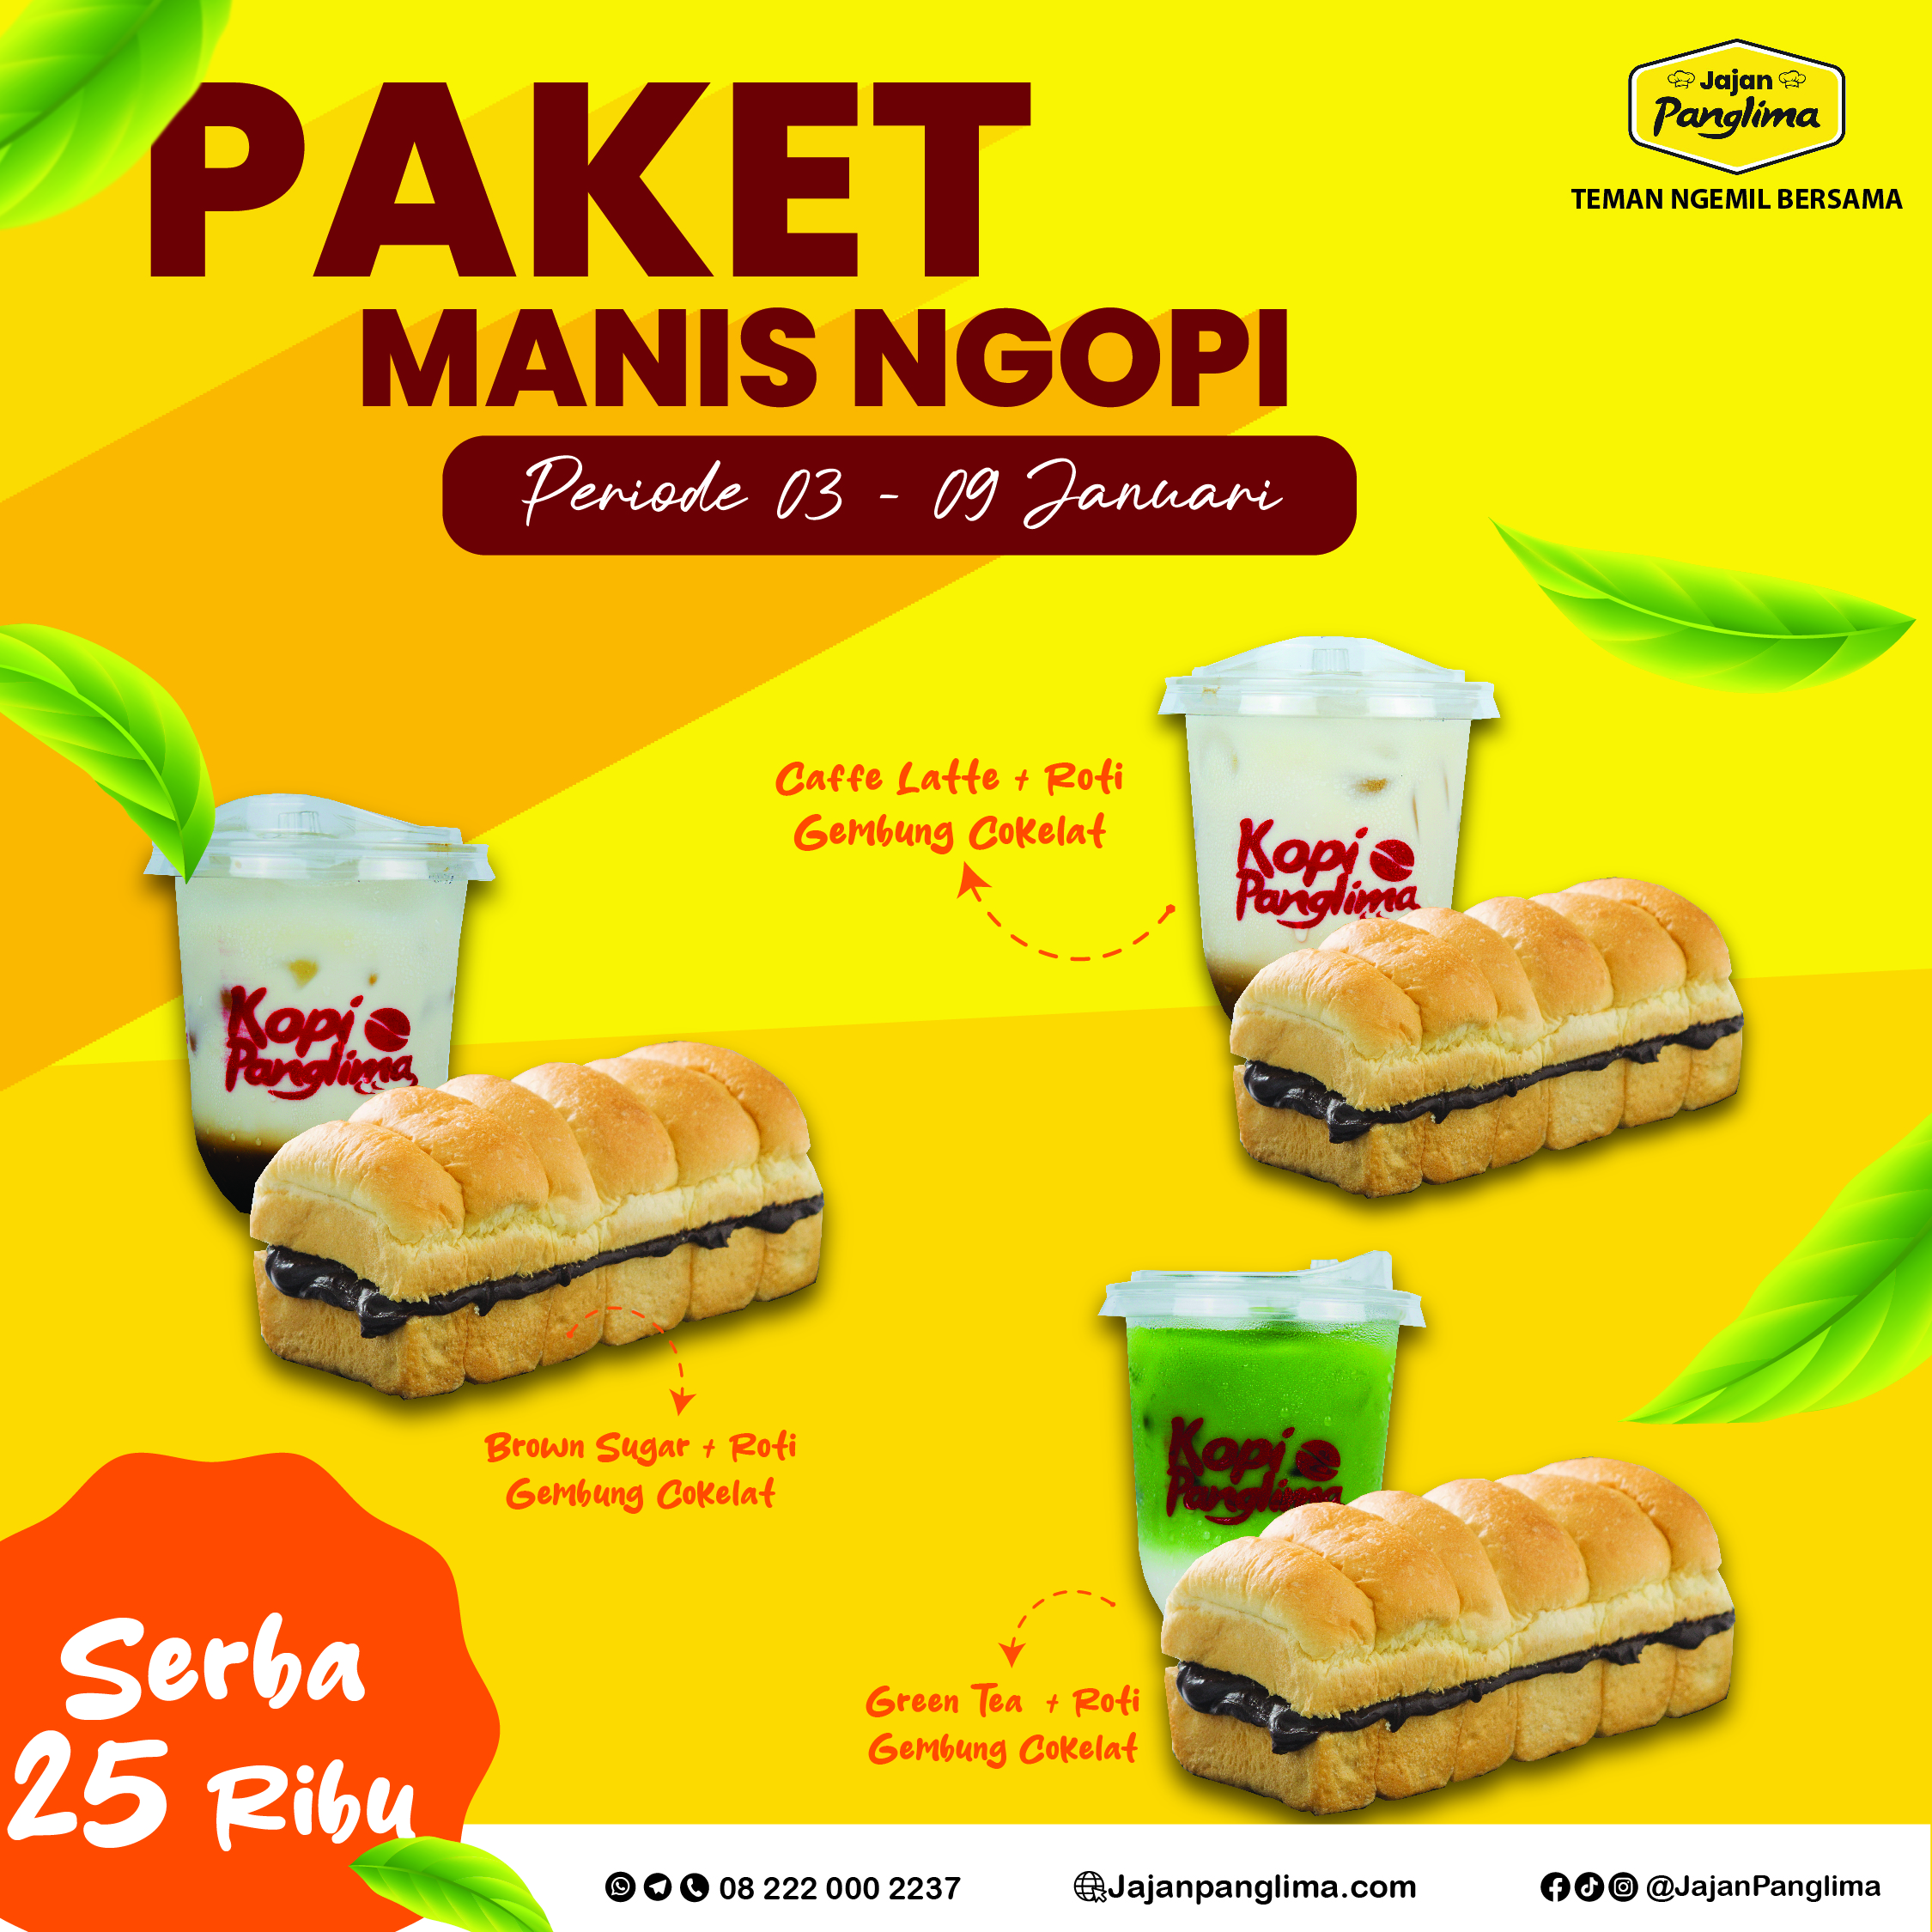 PAKET
MANIS NGOPI
Periode 03 - 09 Januari
Jajan
Panglima
TEMAN NGEMIL BERSAMA
Caffe Latte + Roti
Gembung Cokelat
Kopi
Panglima
Kopi
Panglima
Brown Sugar + Roti
Gembung Cokelat
Kopi
Panglima
Green Tea + Roti
Gembung Cokelat
Serba
25 Ribu
08 222 000 2237
Jajanpanglima.com
@JajanPanglima